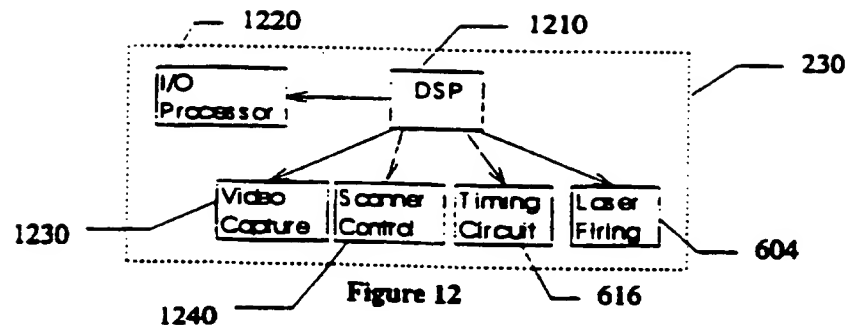 1220
1210
230
I/O
Processor
DSP
Video
Capture
Scanner
Control
Timing
Circuit
Laser
Firing
1230
1240
Figure 12
616
604